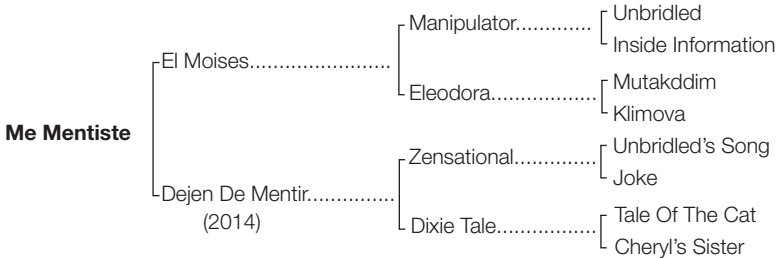 Unbridled
Manipulator.............
Inside Information
El Moises........................
Mutakddim
Eleodora..................
Klimova
Me Mentiste
Unbridled's Song
Zensational..............
Joke
Dejen De Mentir...............
(2014)
Tale Of The Cat
Dixie Tale.................
Cheryl's Sister